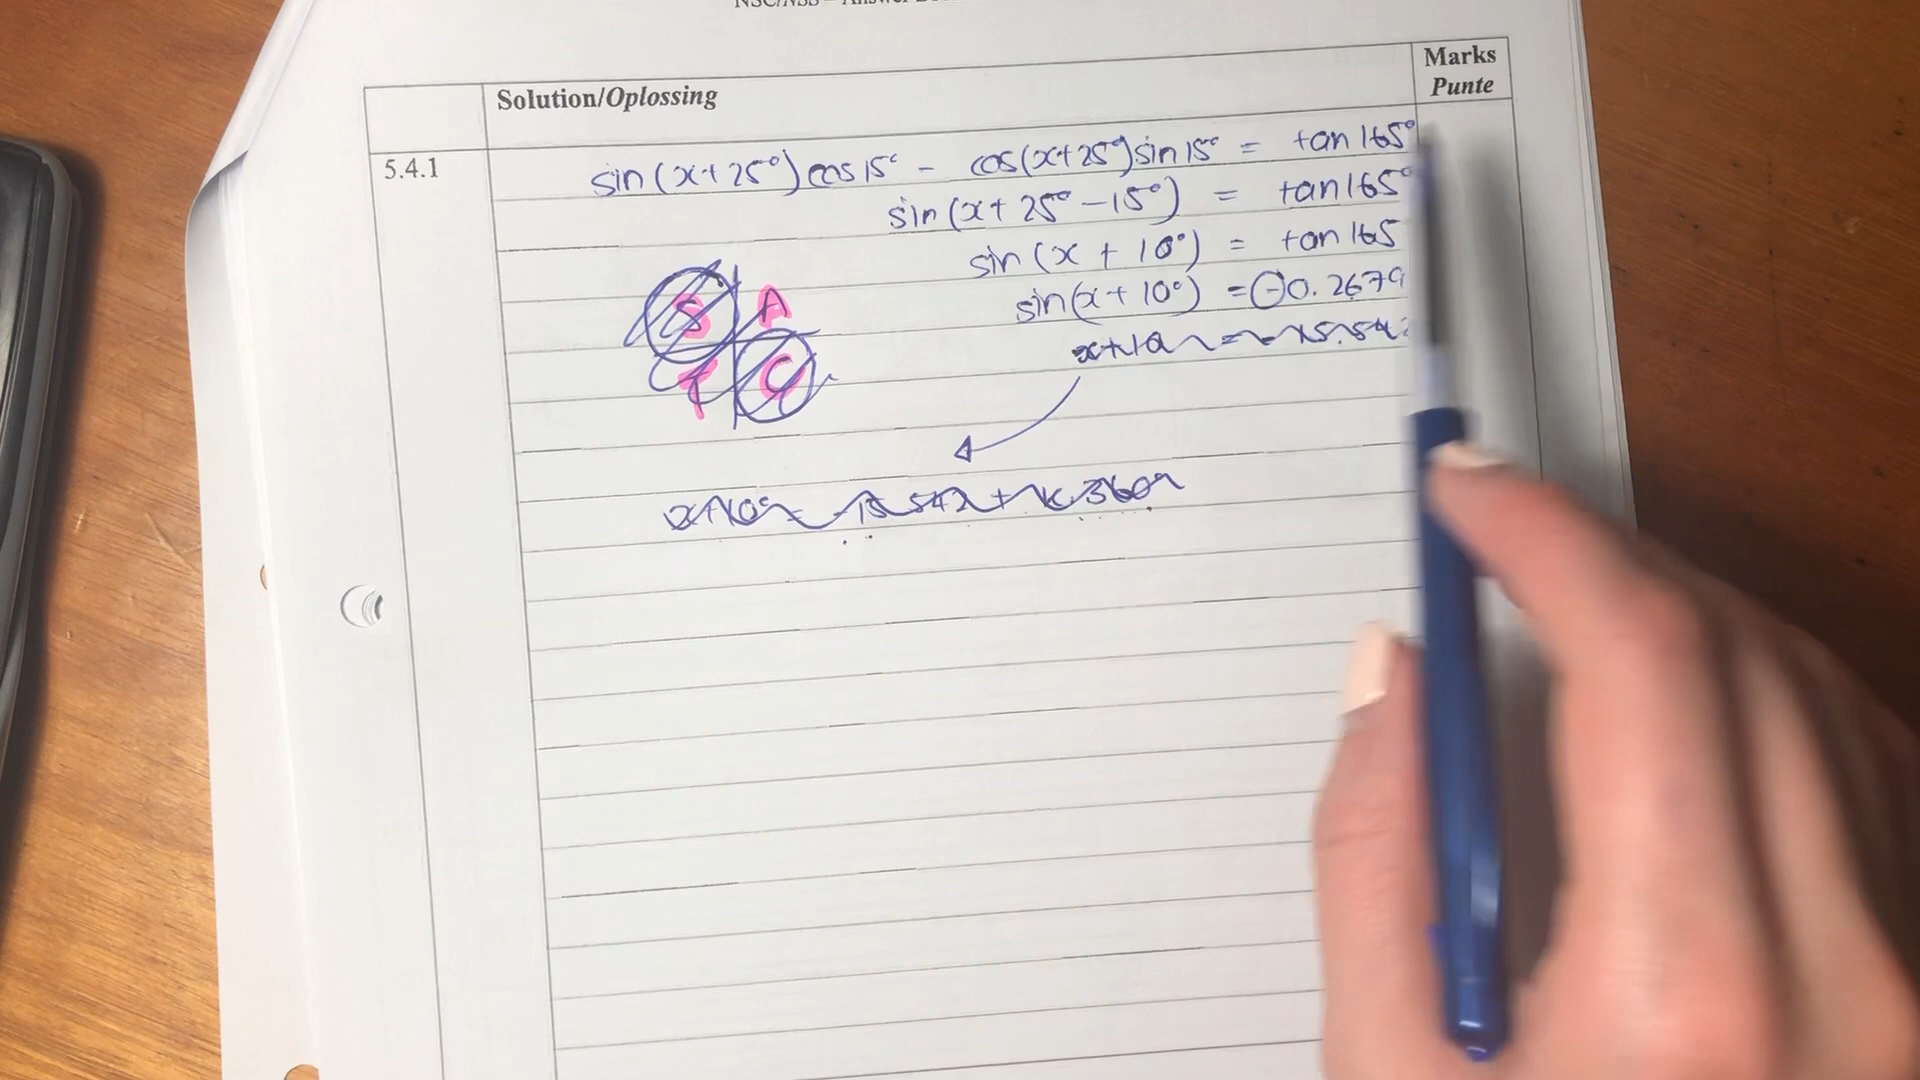 Solution/Oplossing
Marks
Punte
5.4.1
sin(x+25°)cos15° - cos(x+25°)sin15° = tan165°
sin(x+25°-15°) = tan165°
sin(x + 10°) = tan165
sin(x+10°) = -0.2679
S A
T C